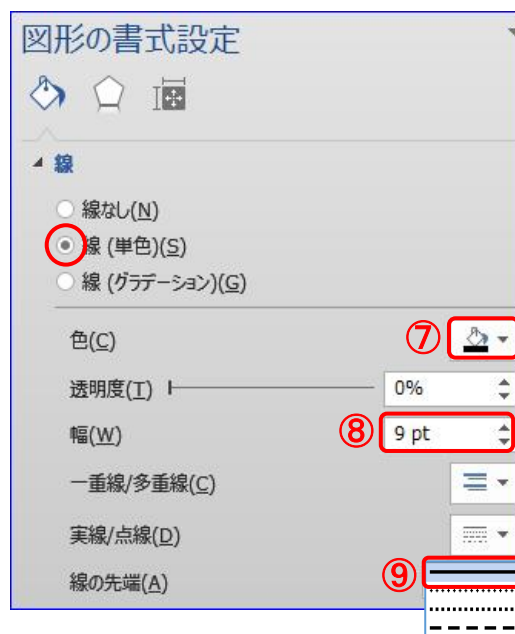 図形の書式設定
線
線なし(N)
線 (単色)(S)
線 (グラデーション)(G)
色(C) ⑦
透明度(T) 0%
幅(W) ⑧ 9 pt
一重線/多重線(C)
実線/点線(D)
線の先端(A) ⑨